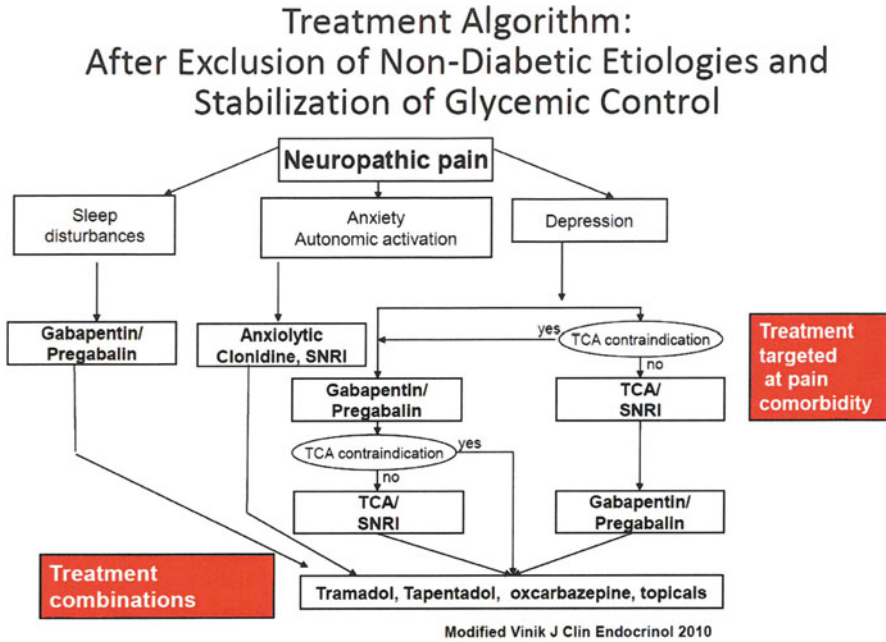 Treatment Algorithm:
After Exclusion of Non-Diabetic Etiologies and
Stabilization of Glycemic Control
Neuropathic pain
Sleep
disturbances
Anxiety
Autonomic activation
Depression
Gabapentin/
Pregabalin
Anxiolytic
Clonidine, SNRI
yes
TCA contraindication
no
Treatment
targeted
at pain
comorbidity
Gabapentin/
Pregabalin
TCA/
SNRI
TCA contraindication
yes
no
TCA/
SNRI
Gabapentin/
Pregabalin
Treatment
combinations
Tramadol, Tapentadol, oxcarbazepine, topicals
Modified Vinik J Clin Endocrinol 2010